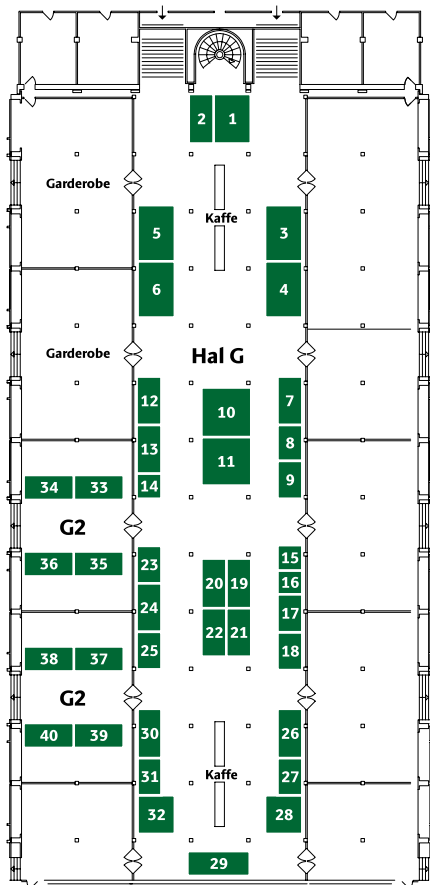 2 1
Garderobe
Kaffe
5 3
6 4
Garderobe
Hal G
12 10 7
13 11 8
14 9
34 33
G2
36 35
23 20 19 15
16
24 22 21 17
25 18
38 37
G2
40 39
30 26
31 Kaffe 27
32 28
29